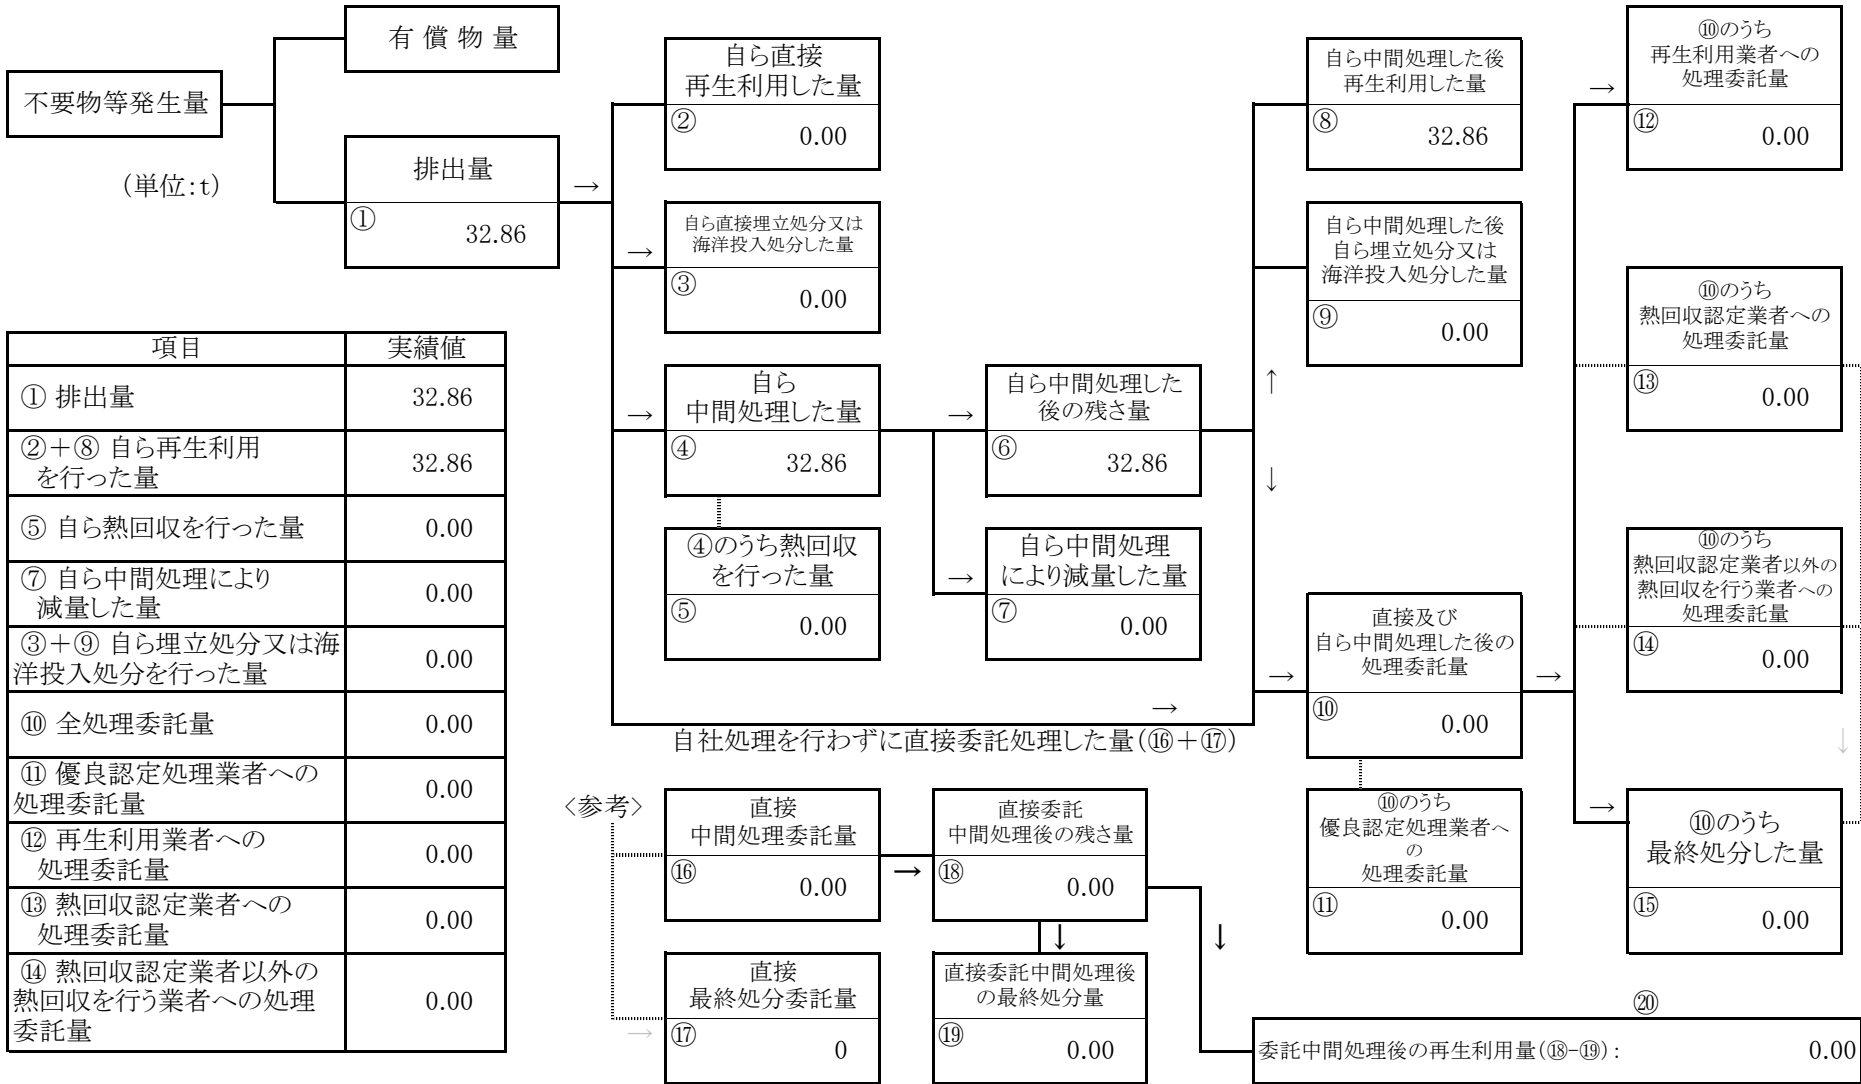 有 償 物 量
不要物等発生量
(単位:t)
排出量
①
32.86
→
自ら直接
再生利用した量
②
0.00
→
自ら直接埋立処分又は
海洋投入処分した量
③
0.00
→
自ら
中間処理した量
④
32.86
④のうち熱回収
を行った量
⑤
0.00
→
自ら中間処理した
後の残さ量
⑥
32.86
→
自ら中間処理
により減量した量
⑦
0.00
自ら中間処理した後
再生利用した量
⑧
32.86
自ら中間処理した後
自ら埋立処分又は
海洋投入処分した量
⑨
0.00
↑
↓
→
自社処理を行わずに直接委託処理した量(⑯+⑰)
→
直接及び
自ら中間処理した後の
処理委託量
⑩
0.00
⑩のうち
優良認定処理業者へ
の
処理委託量
⑪
0.00
→
→
⑩のうち
再生利用業者への
処理委託量
⑫
0.00
⑩のうち
熱回収認定業者への
処理委託量
⑬
0.00
⑩のうち
熱回収認定業者以外の
熱回収を行う業者への
処理委託量
⑭
0.00
↓
→
⑩のうち
最終処分した量
⑮
0.00
項目 実績値
① 排出量 32.86
②+⑧ 自ら再生利用
を行った量 32.86
⑤ 自ら熱回収を行った量 0.00
⑦ 自ら中間処理により
減量した量 0.00
③+⑨ 自ら埋立処分又は海
洋投入処分を行った量 0.00
⑩ 全処理委託量 0.00
⑪ 優良認定処理業者への
処理委託量 0.00
⑫ 再生利用業者への
処理委託量 0.00
⑬ 熱回収認定業者への
処理委託量 0.00
⑭ 熱回収認定業者以外の
熱回収を行う業者への処理
委託量 0.00
<参考>
直接
中間処理委託量
⑯
0.00
→
直接委託
中間処理後の残さ量
⑱
0.00
↓
↓
→
直接
最終処分委託量
⑰
0
直接委託中間処理後
の最終処分量
⑲
0.00
⑳
委託中間処理後の再生利用量(⑱-⑲): 0.00